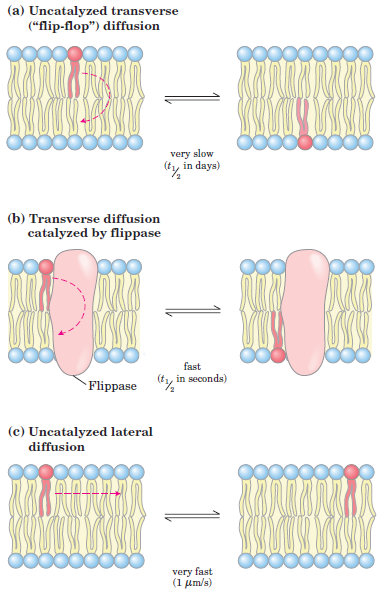 (a) Uncatalyzed transverse
(“flip-flop”) diffusion
very slow
(t1/2 in days)
(b) Transverse diffusion
catalyzed by flippase
Flippase
fast
(t1/2 in seconds)
(c) Uncatalyzed lateral
diffusion
very fast
(1 μm/s)